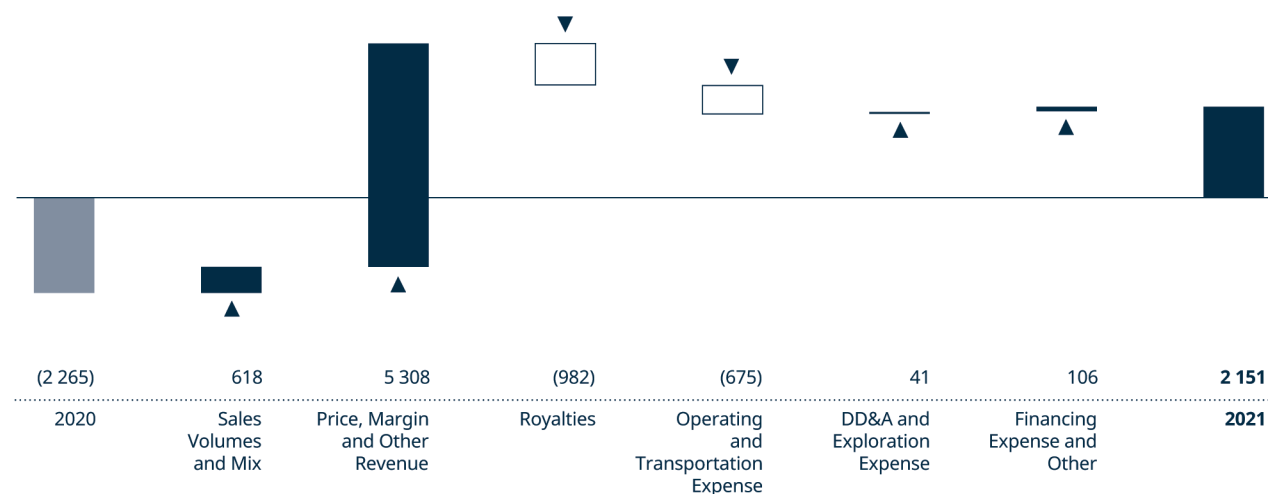 (2 265) 618 5 308 (982) (675) 41 106 2 151
2020 Sales Price, Margin Royalties Operating DD&A and Financing 2021
Volumes and Other and Exploration Expense and
and Mix Revenue Transportation Expense Other
Expense